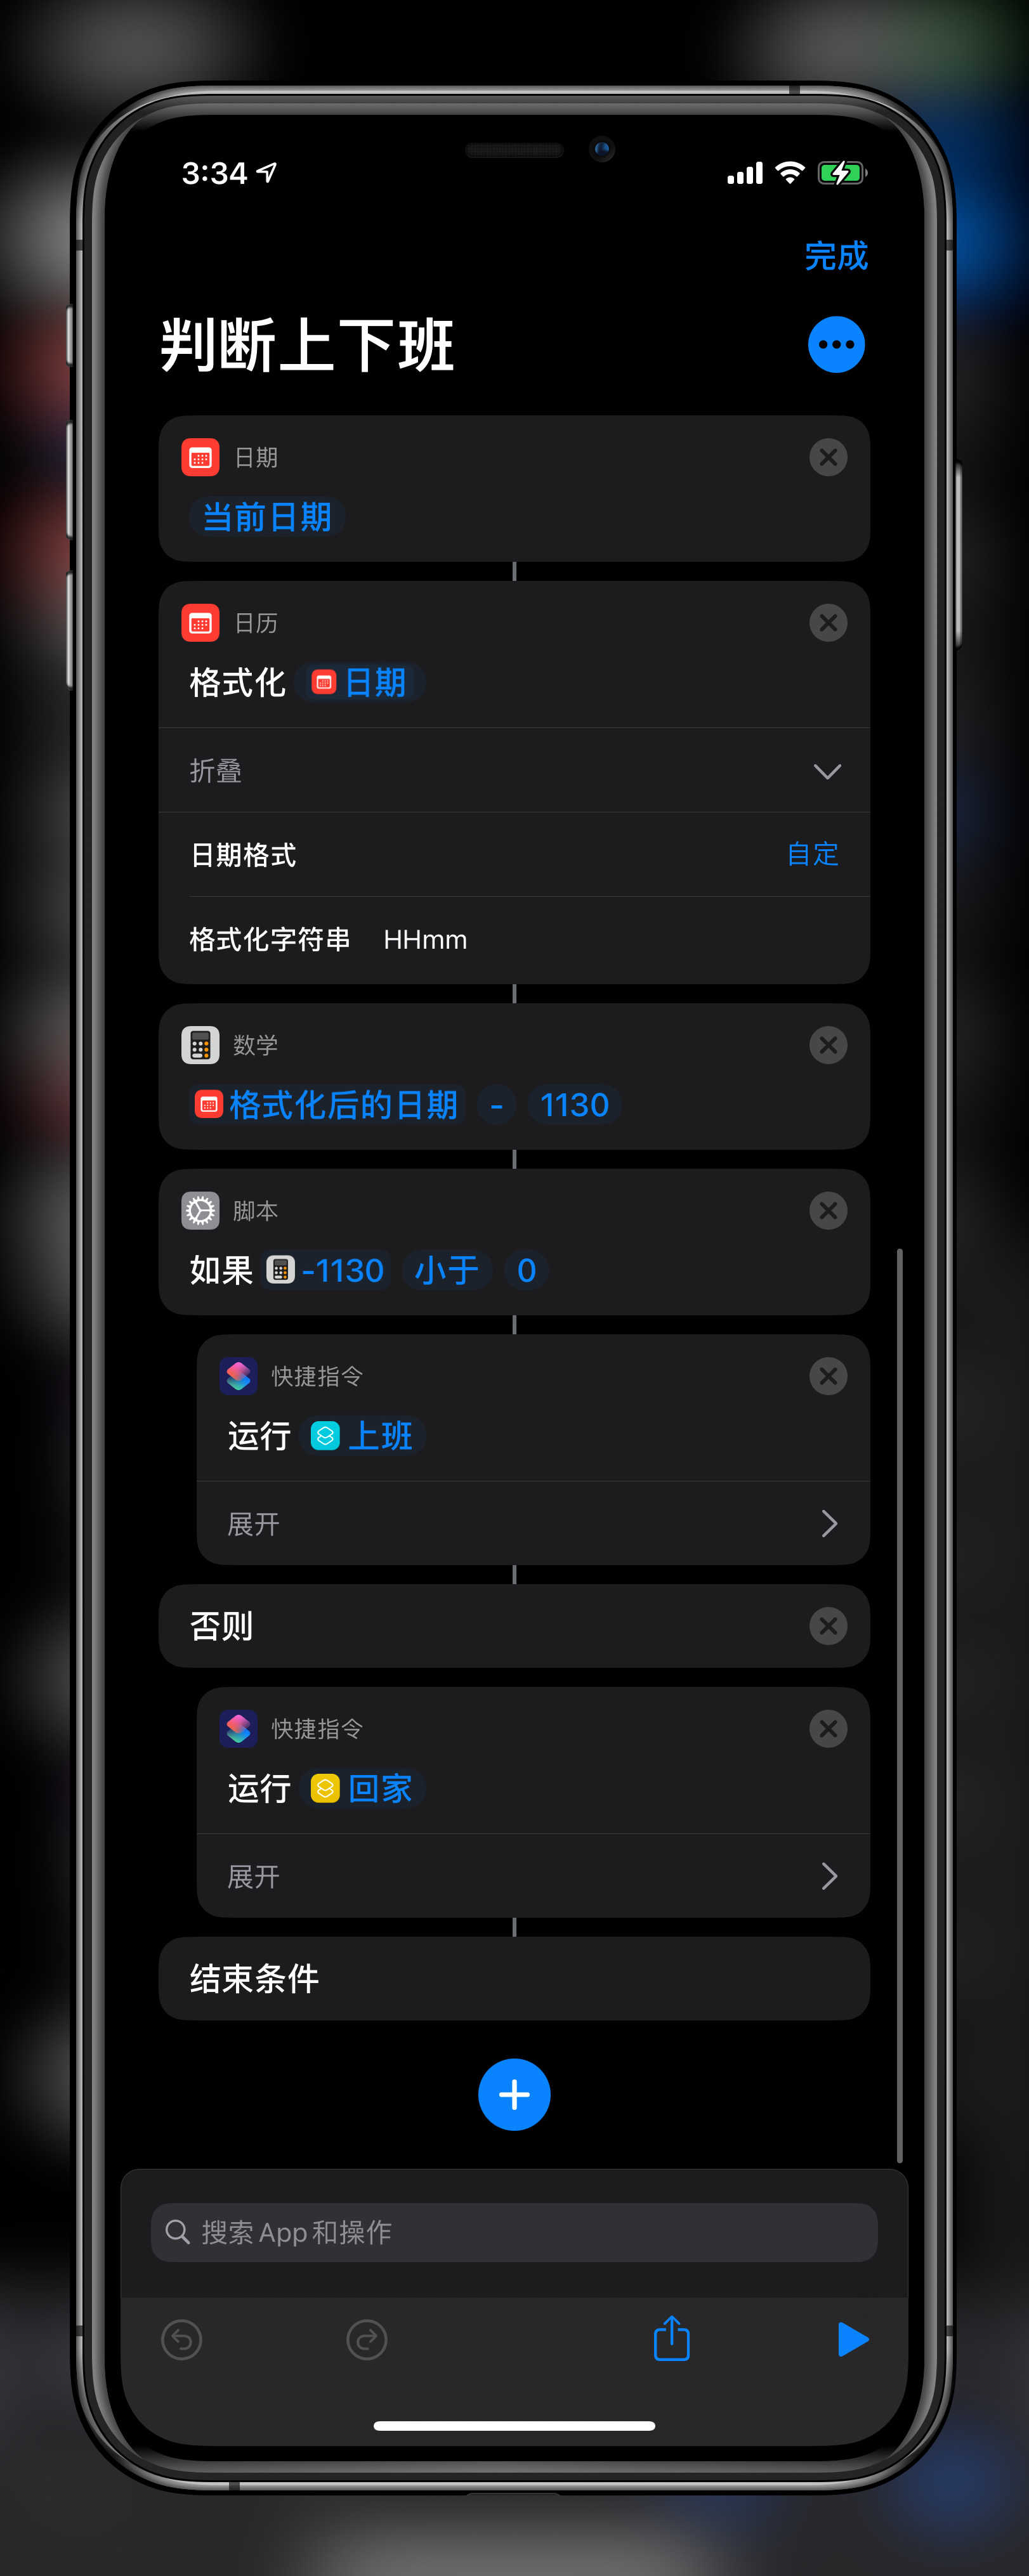 3:34
完成
判断上下班
日期
当前日期
日历
格式化 日期
折叠
日期格式 自定
格式化字符串 HHmm
数学
格式化后的日期 - 1130
脚本
如果 -1130 小于 0
快捷指令
运行 上班
展开
否则
快捷指令
运行 回家
展开
结束条件
搜索 App 和操作